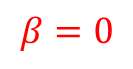 β = 0